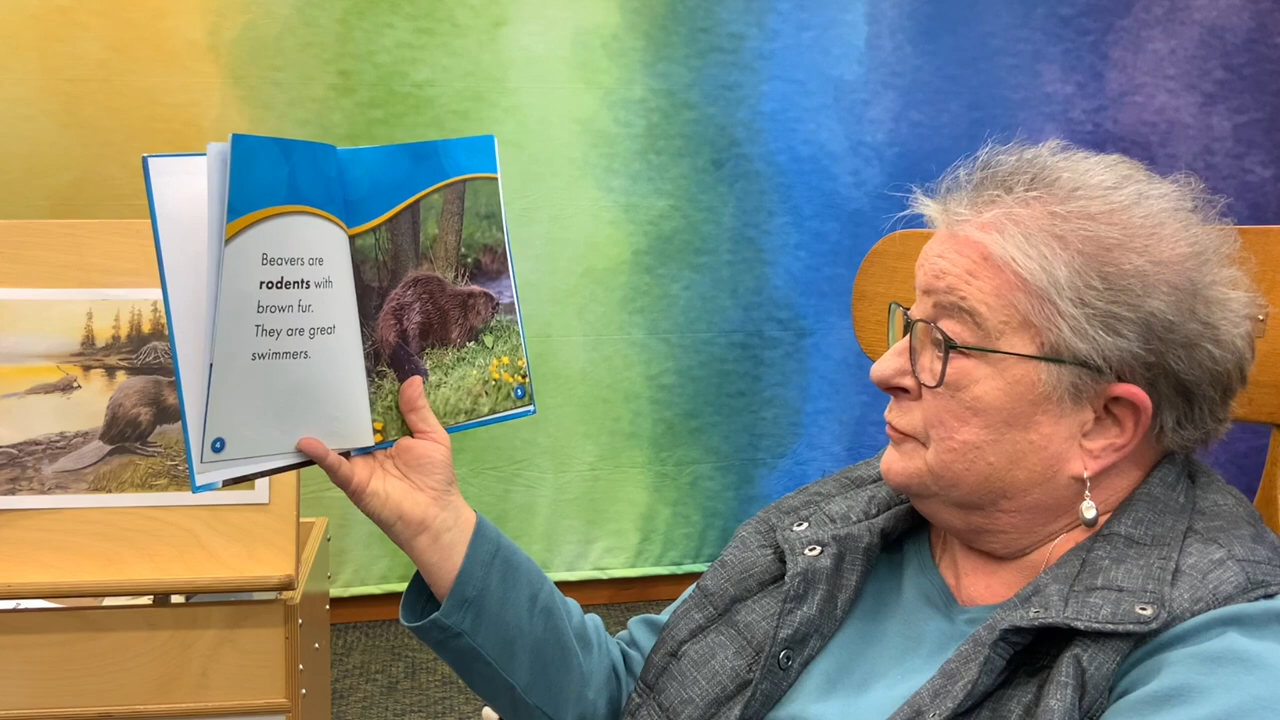 Beavers are
rodents with
brown fur.
They are great
swimmers.
4
5